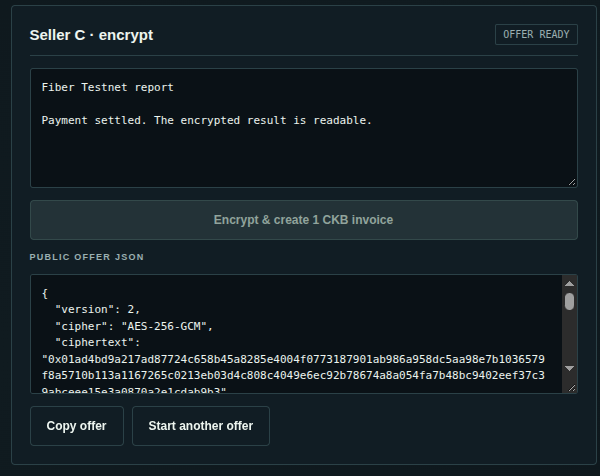 Seller C · encrypt
OFFER READY
Fiber Testnet report
Payment settled. The encrypted result is readable.
Encrypt & create 1 CKB invoice
PUBLIC OFFER JSON
{
"version": 2,
"cipher": "AES-256-GCM",
"ciphertext":
"0x01ad4bd9a217ad87724c658b45a8285e4004f0773187901ab986a958dc5aa98e7b1036579
f8a5710b113a1167265c0213eb03d4c808c4049e6ec92b78674a8a054fa7b48bc9402eef37c3
9abceee15e3a0870a2e1cdab9b3"
Copy offer
Start another offer